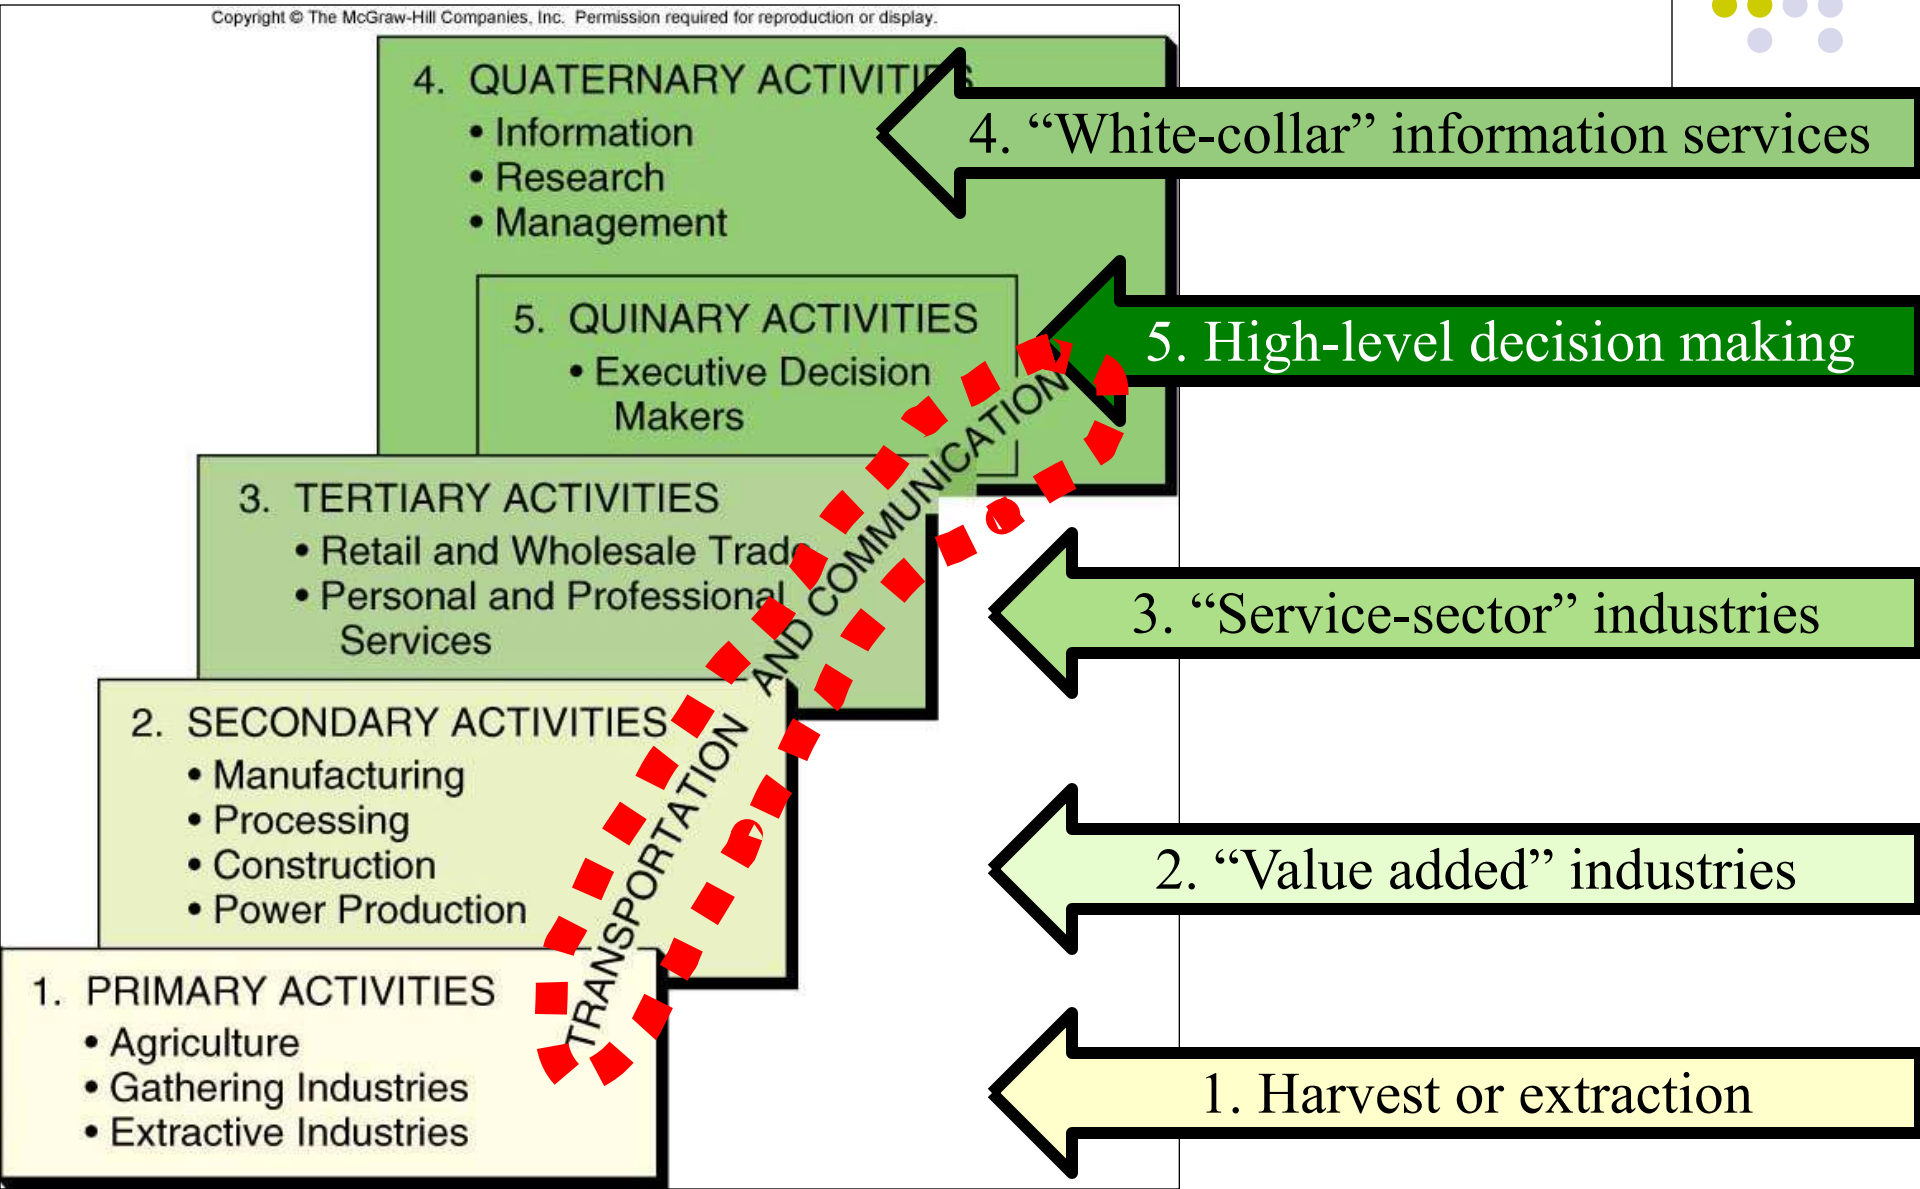 Copyright © The McGraw-Hill Companies, Inc. Permission required for reproduction or display.
4. QUATERNARY ACTIVITIES
• Information
• Research
• Management
4. “White-collar” information services
5. QUINARY ACTIVITIES
• Executive Decision
Makers
5. High-level decision making
3. TERTIARY ACTIVITIES
• Retail and Wholesale Trade
• Personal and Professional
Services
3. “Service-sector” industries
2. SECONDARY ACTIVITIES
• Manufacturing
• Processing
• Construction
• Power Production
2. “Value added” industries
1. PRIMARY ACTIVITIES
• Agriculture
• Gathering Industries
• Extractive Industries
1. Harvest or extraction
TRANSPORTATION AND COMMUNICATION